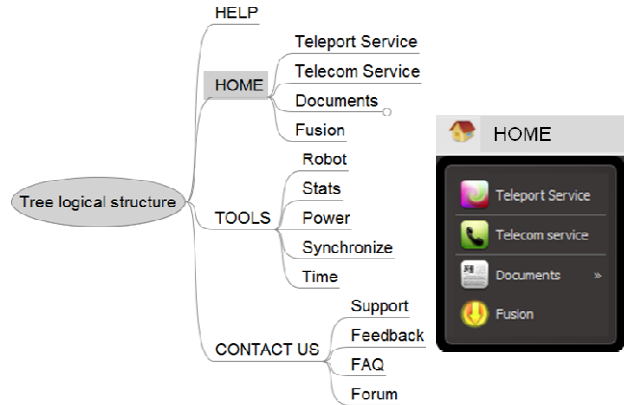 HELP
Teleport Service
Telecom Service
HOME
Documents
Fusion
Robot
Stats
Tree logical structure
TOOLS
Power
Synchronize
Time
Support
Feedback
CONTACT US
FAQ
Forum
HOME
Teleport Service
Telecom service
Documents »
Fusion